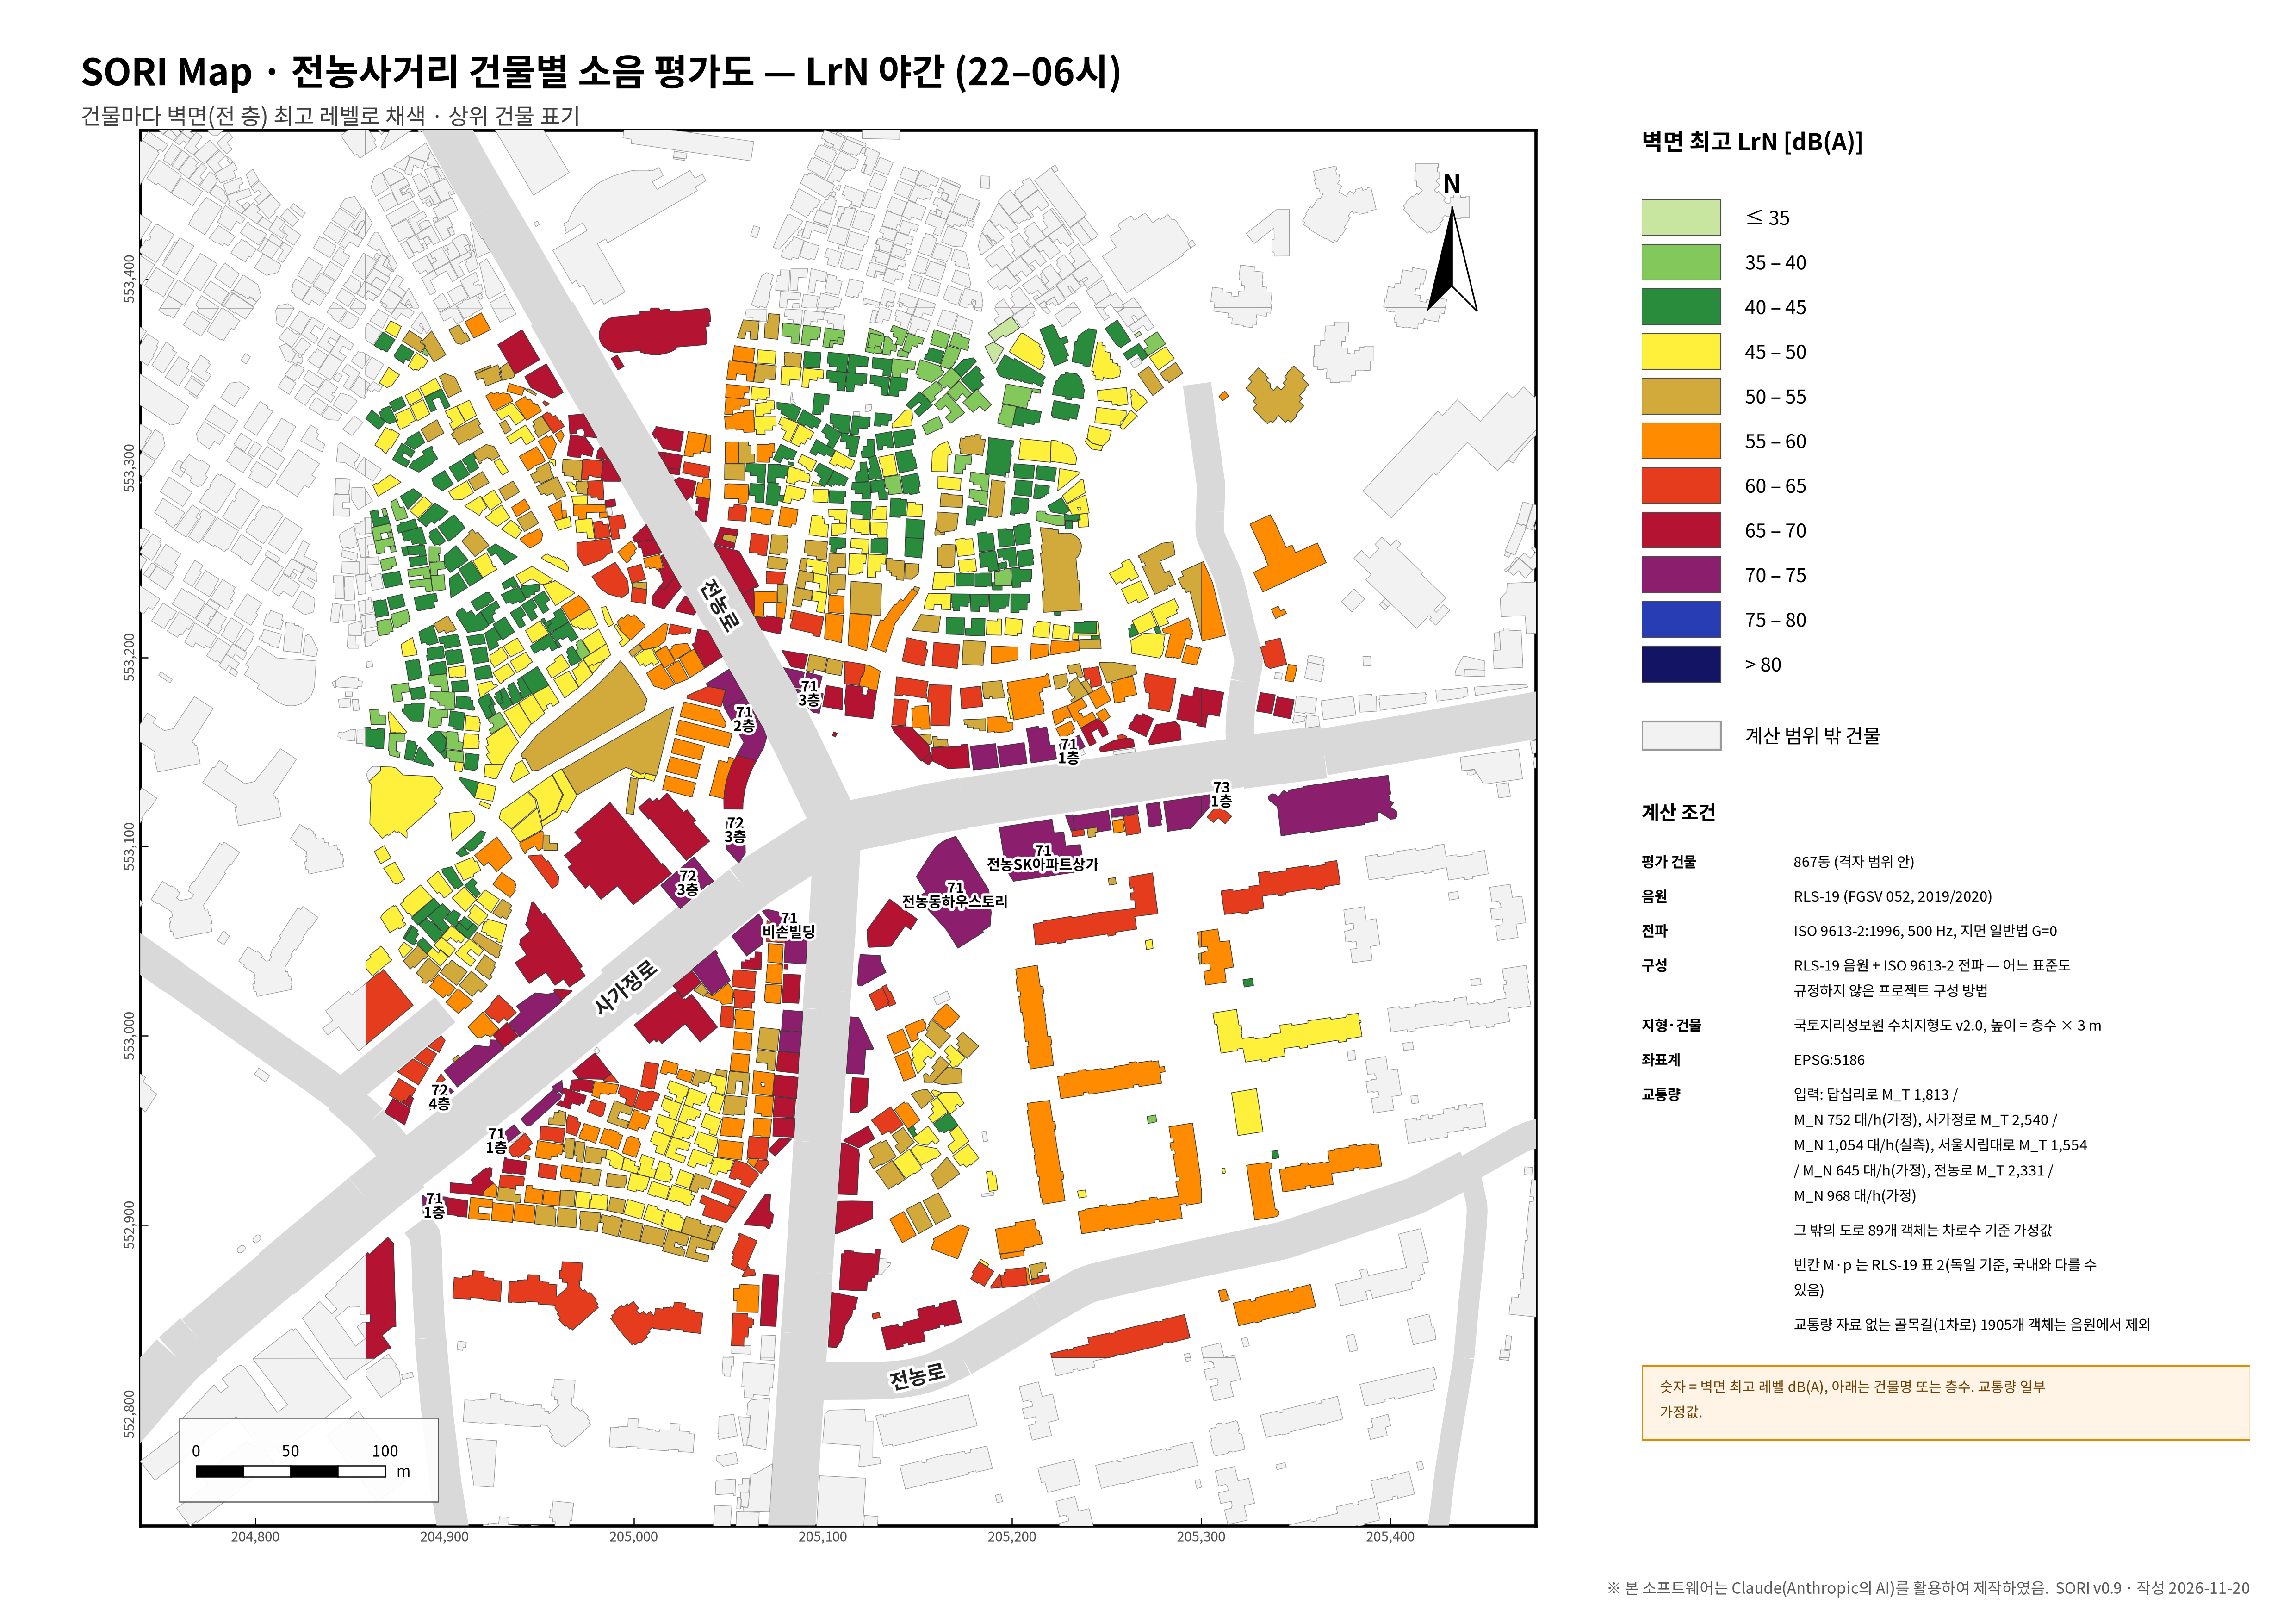 SORI Map · 전농사거리 건물별 소음 평가도 — LrN 야간 (22–06시)
건물마다 벽면(전 층) 최고 레벨로 채색 · 상위 건물 표기
벽면 최고 LrN [dB(A)]
≤ 35
35 – 40
40 – 45
45 – 50
50 – 55
55 – 60
60 – 65
65 – 70
70 – 75
75 – 80
> 80
계산 범위 밖 건물
계산 조건
평가 건물 867동 (격자 범위 안)
음원 RLS-19 (FGSV 052, 2019/2020)
전파 ISO 9613-2:1996, 500 Hz, 지면 일반법 G=0
구성 RLS-19 음원 + ISO 9613-2 전파 — 어느 표준도
규정하지 않은 프로젝트 구성 방법
지형·건물 국토지리정보원 수치지형도 v2.0, 높이 = 층수 × 3 m
좌표계 EPSG:5186
교통량 입력: 답십리로 M_T 1,813 /
M_N 752 대/h(가정), 사가정로 M_T 2,540 /
M_N 1,054 대/h(실측), 서울시립대로 M_T 1,554
/ M_N 645 대/h(가정), 전농로 M_T 2,331 /
M_N 968 대/h(가정)
그 밖의 도로 89개 객체는 차로수 기준 가정값
빈칸 M·p 는 RLS-19 표 2(독일 기준, 국내와 다를 수
있음)
교통량 자료 없는 골목길(1차로) 1905개 객체는 음원에서 제외
숫자 = 벽면 최고 레벨 dB(A), 아래는 건물명 또는 층수. 교통량 일부
가정값.
N
553,400
553,300
553,200
553,100
553,000
552,900
552,800
전농로
71
3층
71
2층
71
1층
73
1층
72
3층
71
전농SK아파트상가
72
3층
71
전농동하우스토리
71
비손빌딩
사가정로
72
4층
71
1층
71
1층
전농로
0 50 100
m
204,800 204,900 205,000 205,100 205,200 205,300 205,400
※ 본 소프트웨어는 Claude(Anthropic의 AI)를 활용하여 제작하였음. SORI v0.9 · 작성 2026-11-20